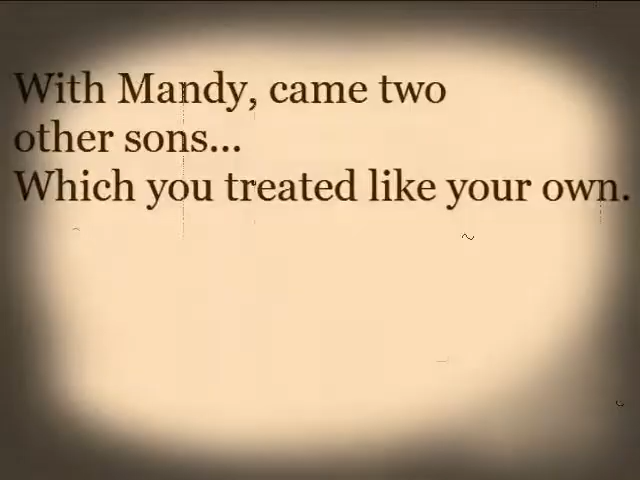 With Mandy, came two
other sons...
Which you treated like your own.